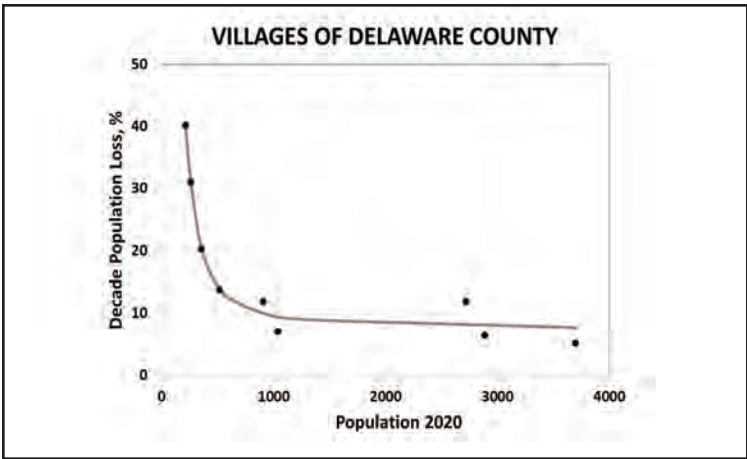 VILLAGES OF DELAWARE COUNTY
50
40
30
20
10
0
Decade Population Loss, %
0 1000 2000 3000 4000
Population 2020